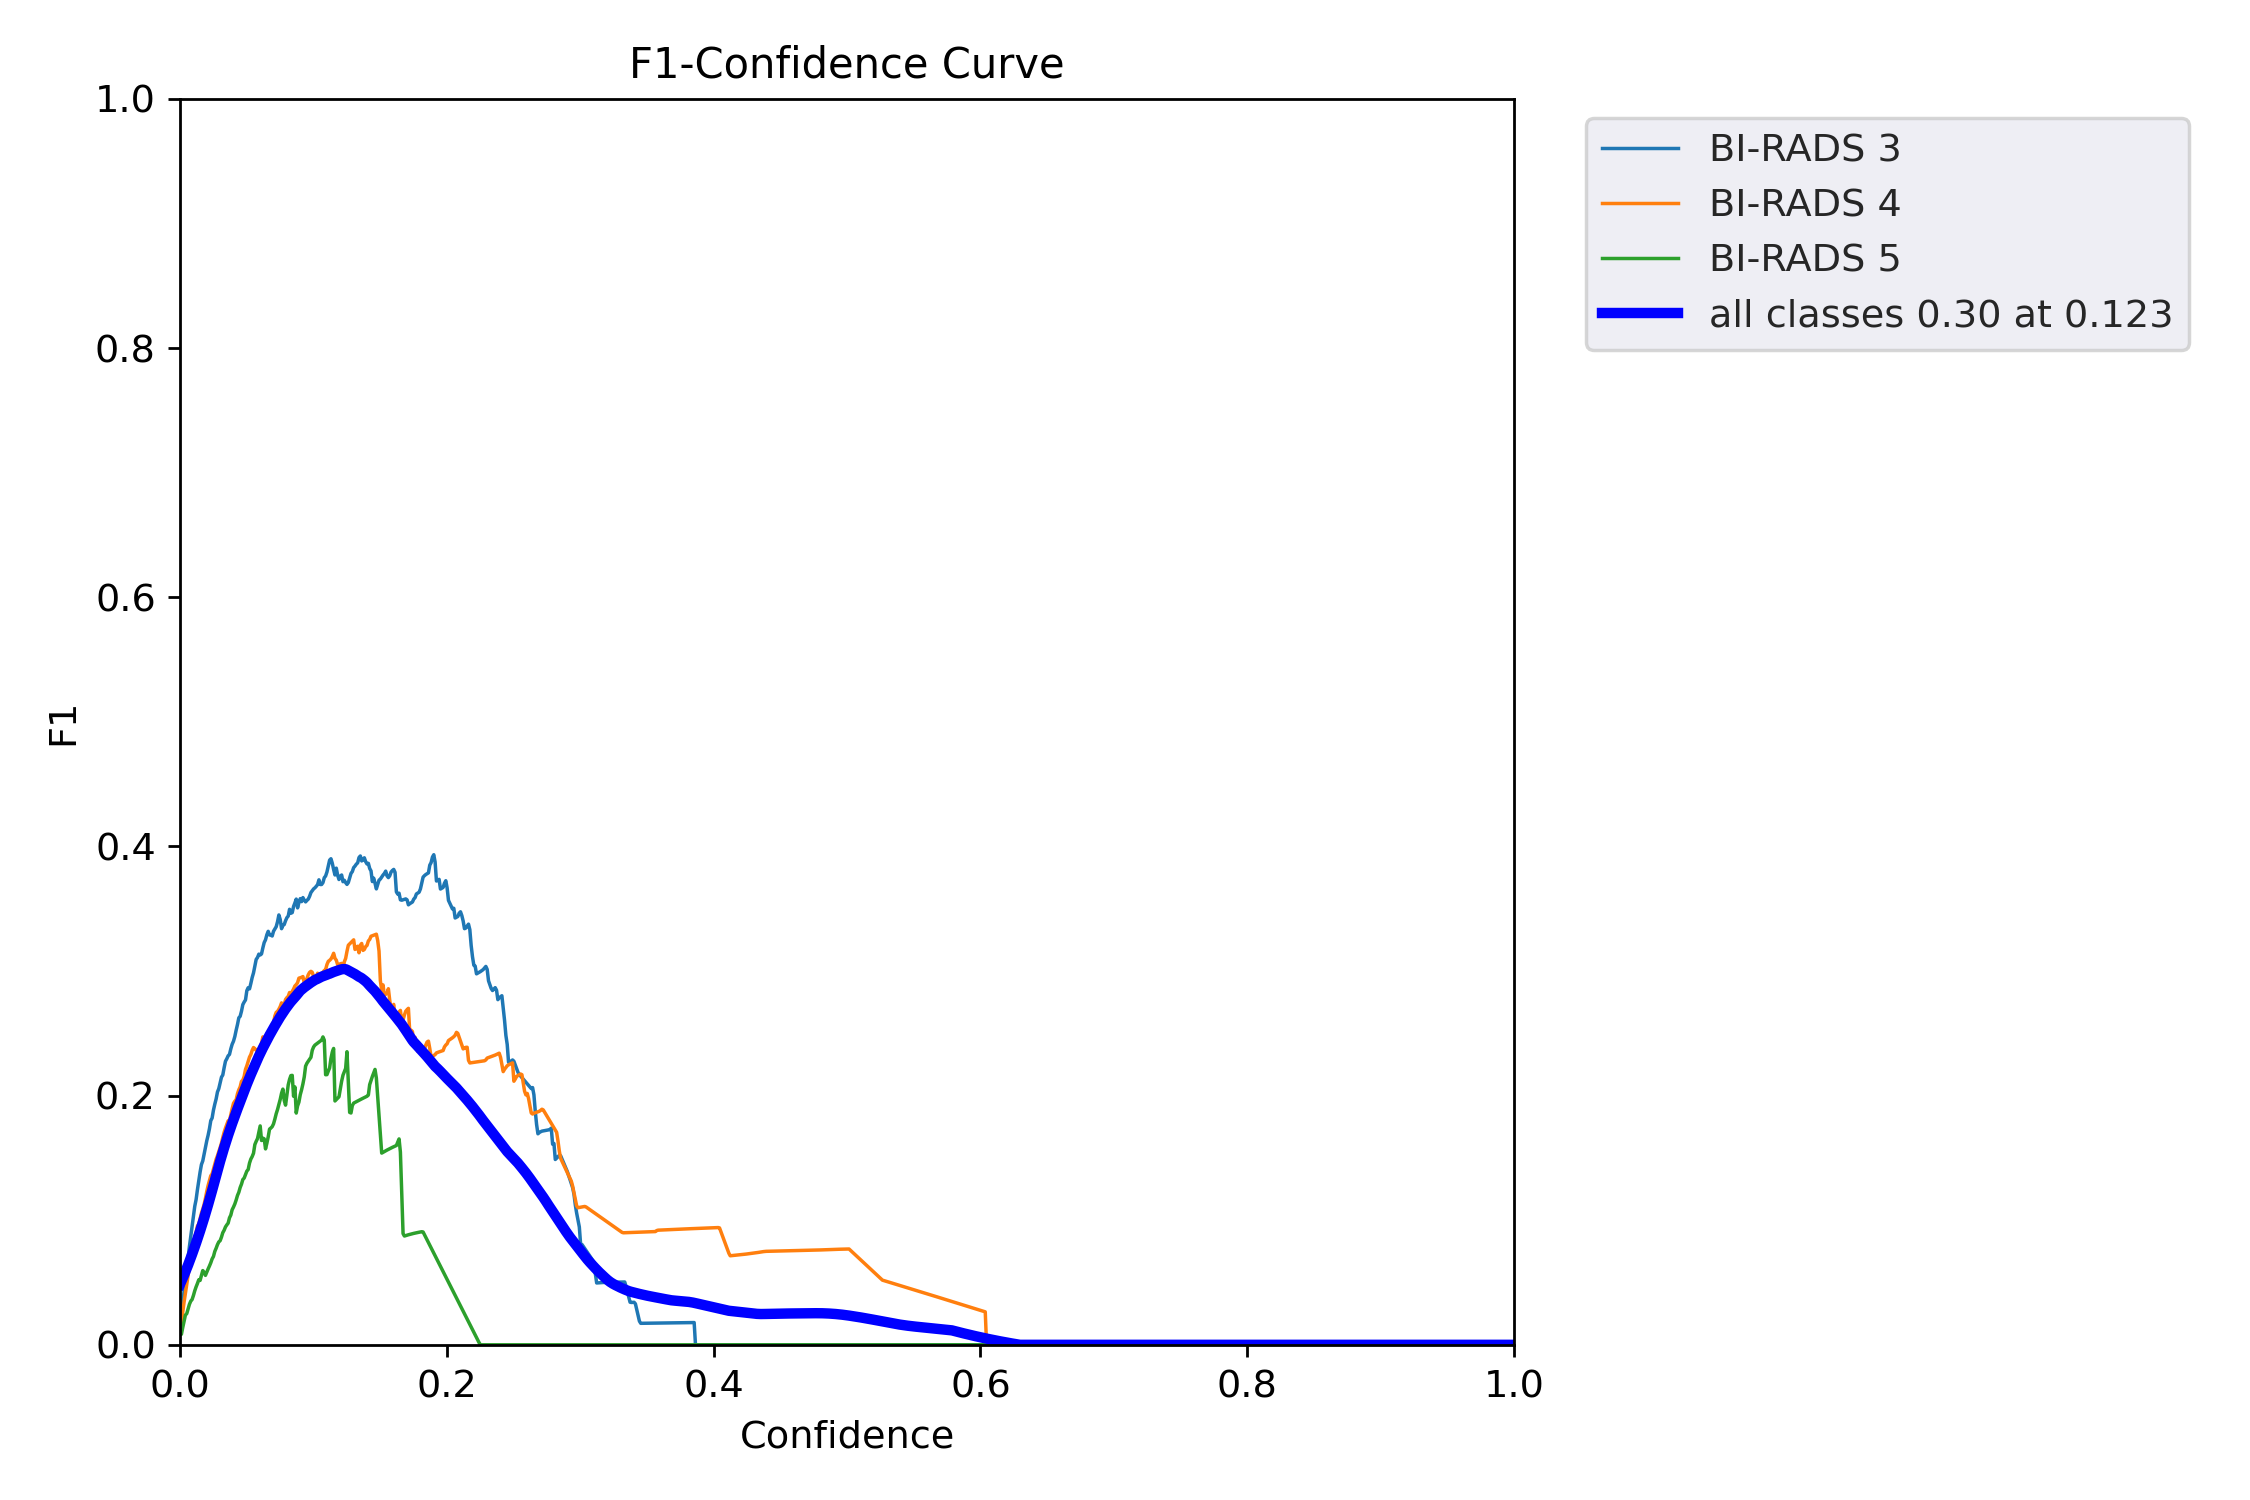 F1-Confidence Curve
1.0
0.8
0.6
0.4
0.2
0.0
F1
0.0 0.2 0.4 0.6 0.8 1.0
Confidence
BI-RADS 3
BI-RADS 4
BI-RADS 5
all classes 0.30 at 0.123